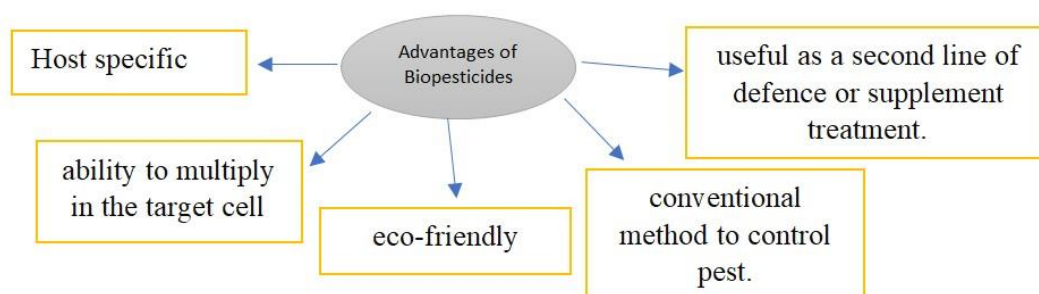 Advantages of
Biopesticides
Host specific
ability to multiply
in the target cell
eco-friendly
conventional
method to control
pest.
useful as a second line of
defence or supplement
treatment.